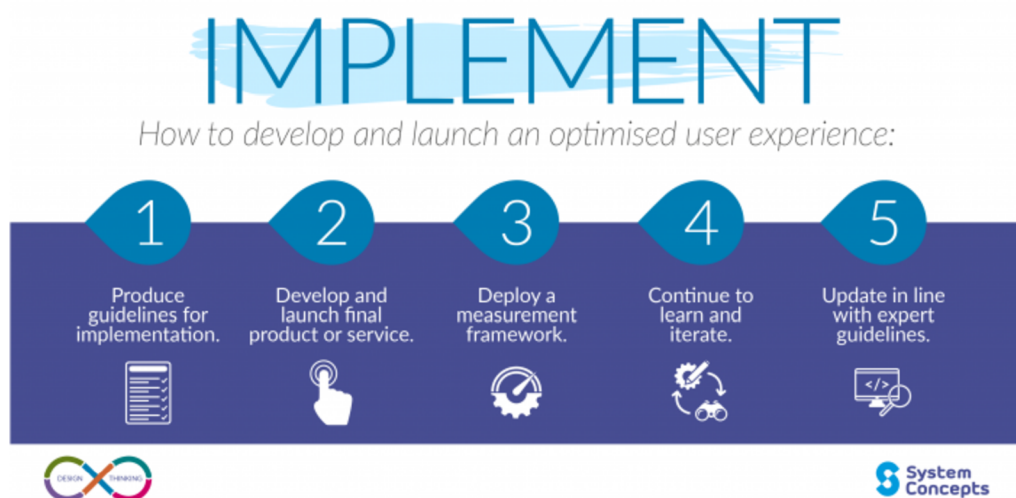 IMPLEMENT
How to develop and launch an optimised user experience:
1
2
3
4
5
Produce
guidelines for
implementation.
Develop and
launch final
product or service.
Deploy a
measurement
framework.
Continue to
learn and
iterate.
Update in line
with expert
guidelines.
</>
DESIGN THINKING
System
Concepts